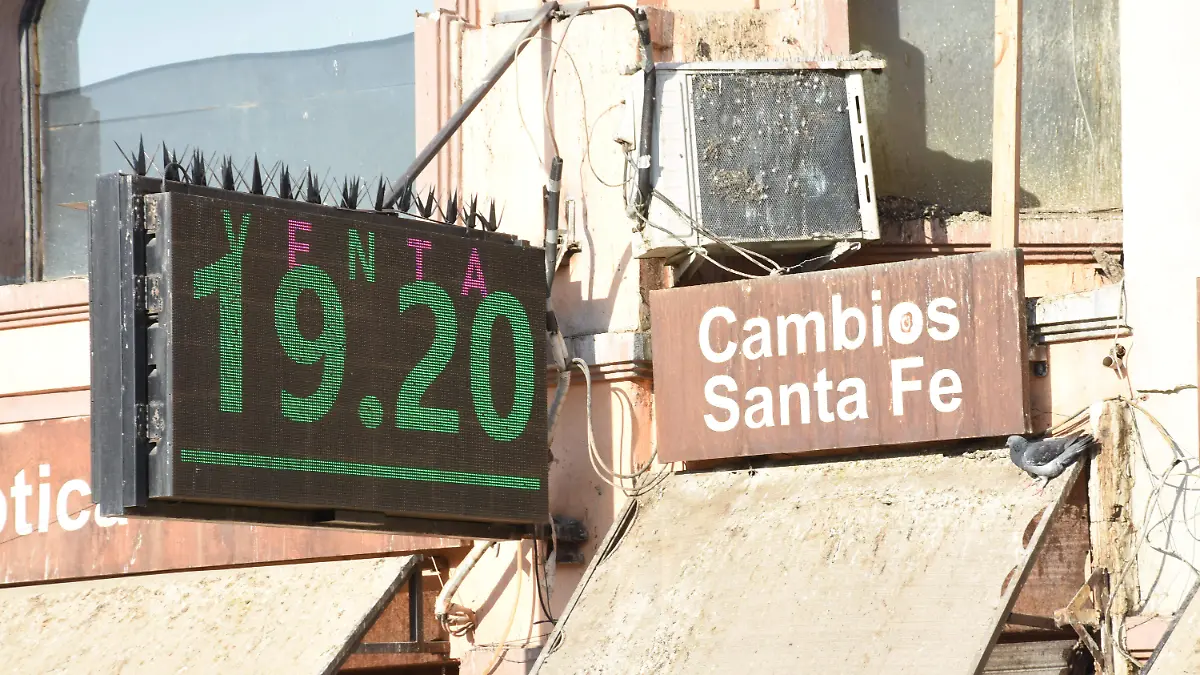 VENTA
19.20
Cambios
Santa Fe
otica